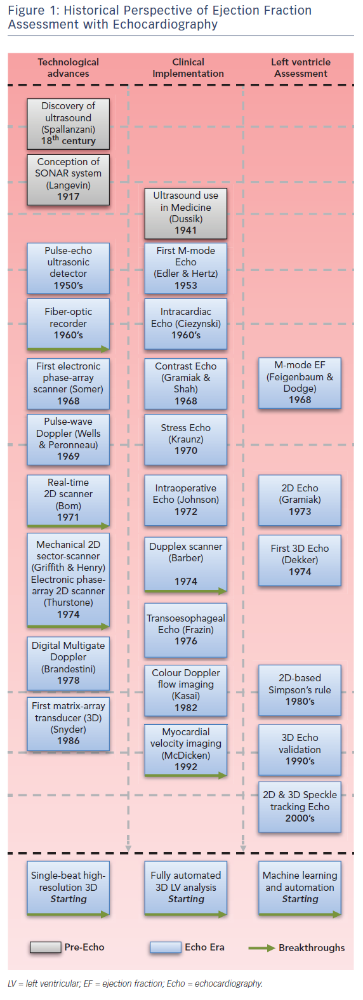 Figure 1: Historical Perspective of Ejection Fraction
Assessment with Echocardiography
Technological
advances
Clinical
Implementation
Left ventricle
Assessment
Discovery of
ultrasound
(Spallanzani)
18th century
Conception of
SONAR system
(Langevin)
1917
Ultrasound use
in Medicine
(Dussik)
1941
Pulse-echo
ultrasonic
detector
1950's
First M-mode
Echo
(Edler & Hertz)
1953
Fiber-optic
recorder
1960's
Intracardiac
Echo (Ciezynski)
1960's
First electronic
phase-array
scanner (Somer)
1968
Contrast Echo
(Gramiak &
Shah)
1968
M-mode EF
(Feigenbaum &
Dodge)
1968
Pulse-wave
Doppler (Wells
& Peronneau)
1969
Stress Echo
(Kraunz)
1970
Real-time
2D scanner
(Bom)
1971
Intraoperative
Echo (Johnson)
1972
2D Echo
(Gramiak)
1973
Mechanical 2D
sector-scanner
(Griffith & Henry)
Electronic phase-
array 2D scanner
(Thurstone)
1974
Dupplex scanner
(Barber)
1974
First 3D Echo
(Dekker)
1974
Transoesophageal
Echo (Frazin)
1976
Digital Multigate
Doppler
(Brandestini)
1978
Colour Doppler
flow imaging
(Kasai)
1982
2D-based
Simpson's rule
1980's
First matrix-array
transducer (3D)
(Snyder)
1986
Myocardial
velocity imaging
(McDicken)
1992
3D Echo
validation
1990's
2D & 3D Speckle
tracking Echo
2000's
Single-beat high-
resolution 3D
Starting
Fully automated
3D LV analysis
Starting
Machine learning
and automation
Starting
Pre-Echo
Echo Era
Breakthroughs
LV = left ventricular; EF = ejection fraction; Echo = echocardiography.